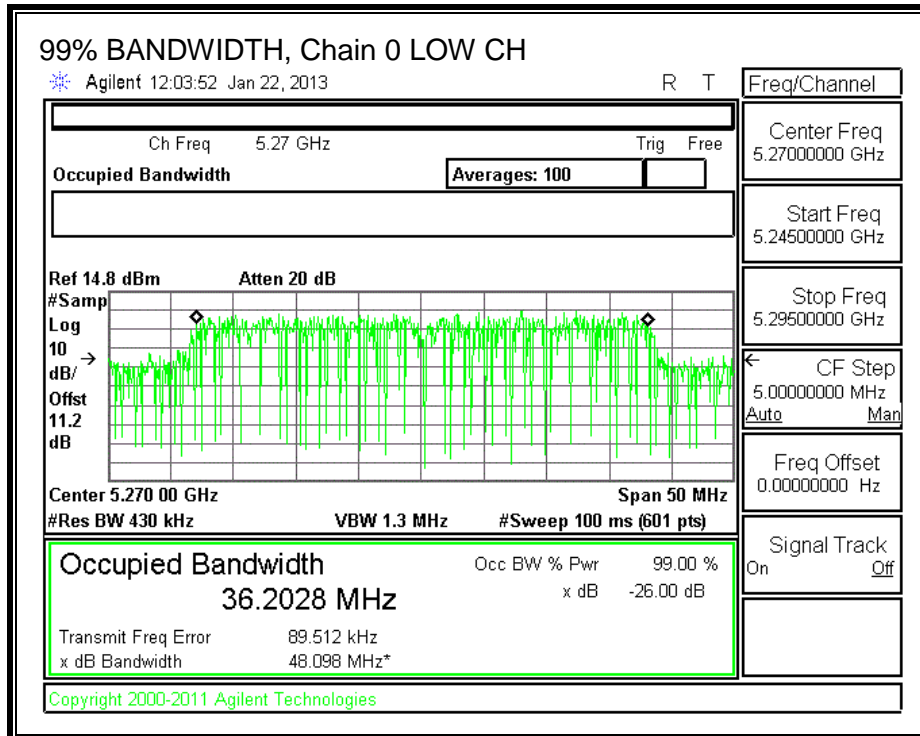 99% BANDWIDTH, Chain 0 LOW CH
Agilent 12:03:52 Jan 22, 2013 R T
Ch Freq 5.27 GHz Trig Free
Occupied Bandwidth Averages: 100
Ref 14.8 dBm Atten 20 dB
#Samp
Log
10
dB/
Offst
11.2
dB
Center 5.270 00 GHz Span 50 MHz
#Res BW 430 kHz VBW 1.3 MHz #Sweep 100 ms (601 pts)
Occupied Bandwidth Occ BW % Pwr 99.00 %
36.2028 MHz x dB -26.00 dB
Transmit Freq Error 89.512 kHz
x dB Bandwidth 48.098 MHz*
Copyright 2000-2011 Agilent Technologies
Freq/Channel
Center Freq
5.27000000 GHz
Start Freq
5.24500000 GHz
Stop Freq
5.29500000 GHz
CF Step
5.00000000 MHz
Auto Man
Freq Offset
0.00000000 Hz
Signal Track
On Off